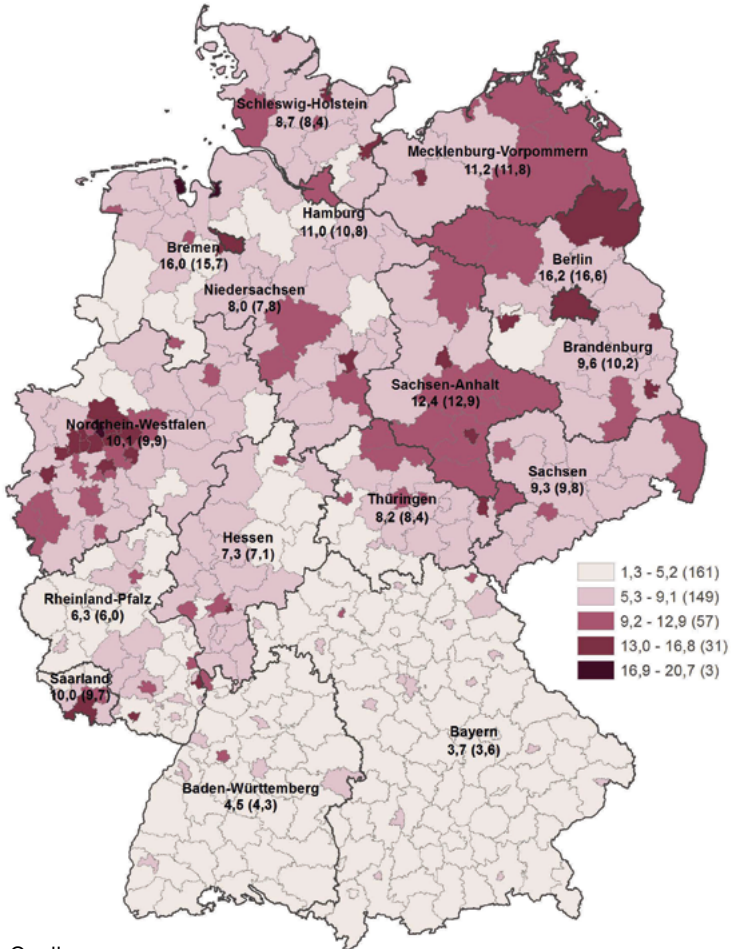 Schleswig-Holstein
8,7 (8,4)
Mecklenburg-Vorpommern
11,2 (11,8)
Hamburg
11,0 (10,8)
Bremen
16,0 (15,7)
Berlin
16,2 (16,6)
Niedersachsen
8,0 (7,8)
Brandenburg
9,6 (10,2)
Sachsen-Anhalt
12,4 (12,9)
Nordrhein-Westfalen
10,1 (9,9)
Sachsen
9,3 (9,8)
Thüringen
8,2 (8,4)
Hessen
7,3 (7,1)
Rheinland-Pfalz
6,3 (6,0)
Saarland
10,0 (9,7)
Bayern
3,7 (3,6)
Baden-Württemberg
4,5 (4,3)
1,3 - 5,2 (161)
5,3 - 9,1 (149)
9,2 - 12,9 (57)
13,0 - 16,8 (31)
16,9 - 20,7 (3)